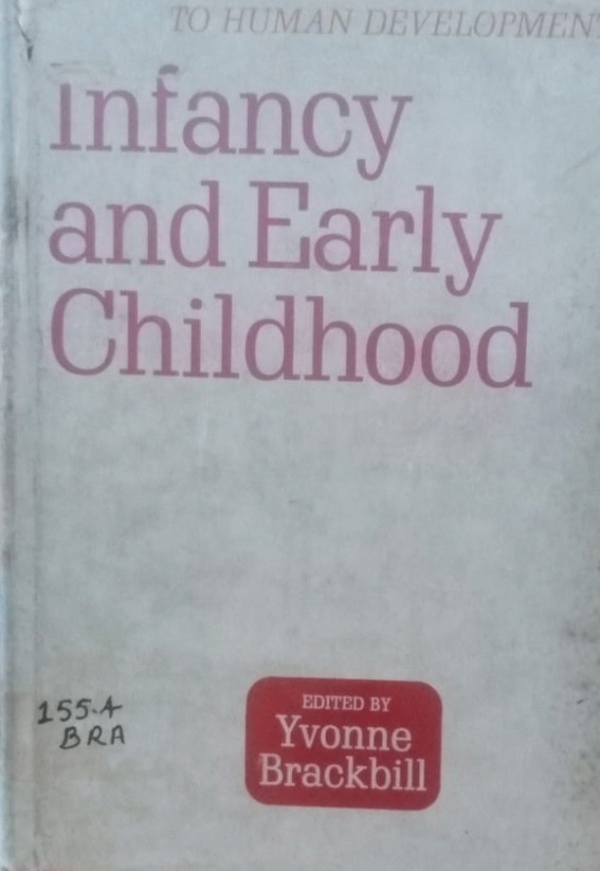 TO HUMAN DEVELOPMENT
Infancy
and Early
Childhood
155.4
BRA
EDITED BY
Yvonne
Brackbill